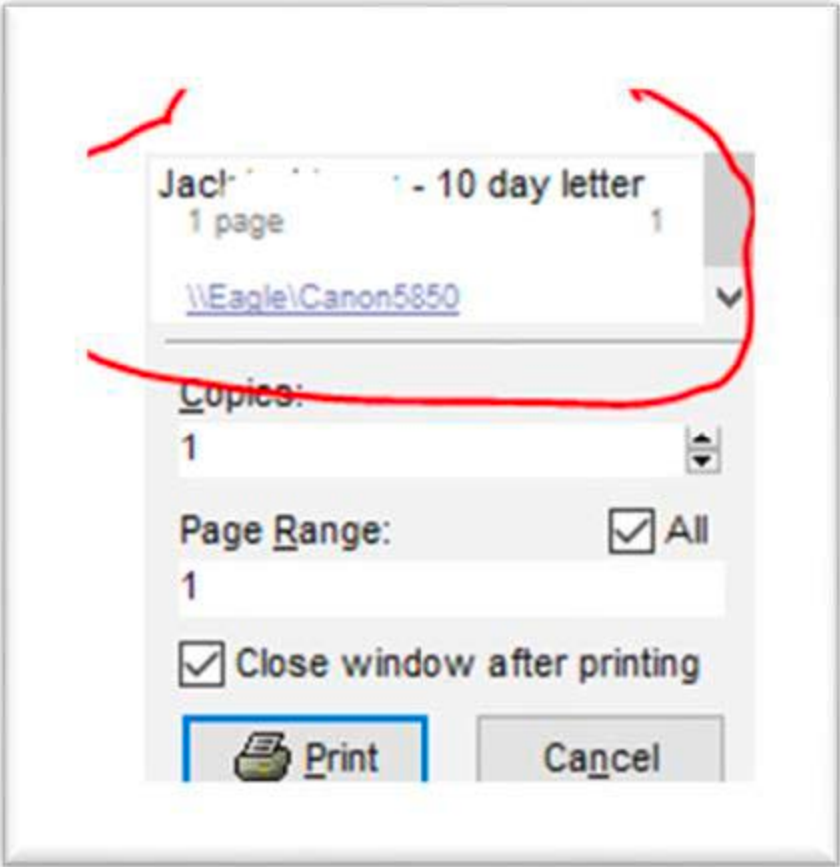 - 10 day letter
1 page 1
\\Eagle\Canon5850
Copies:
1
Page Range: All
1
Close window after printing
Print Cancel